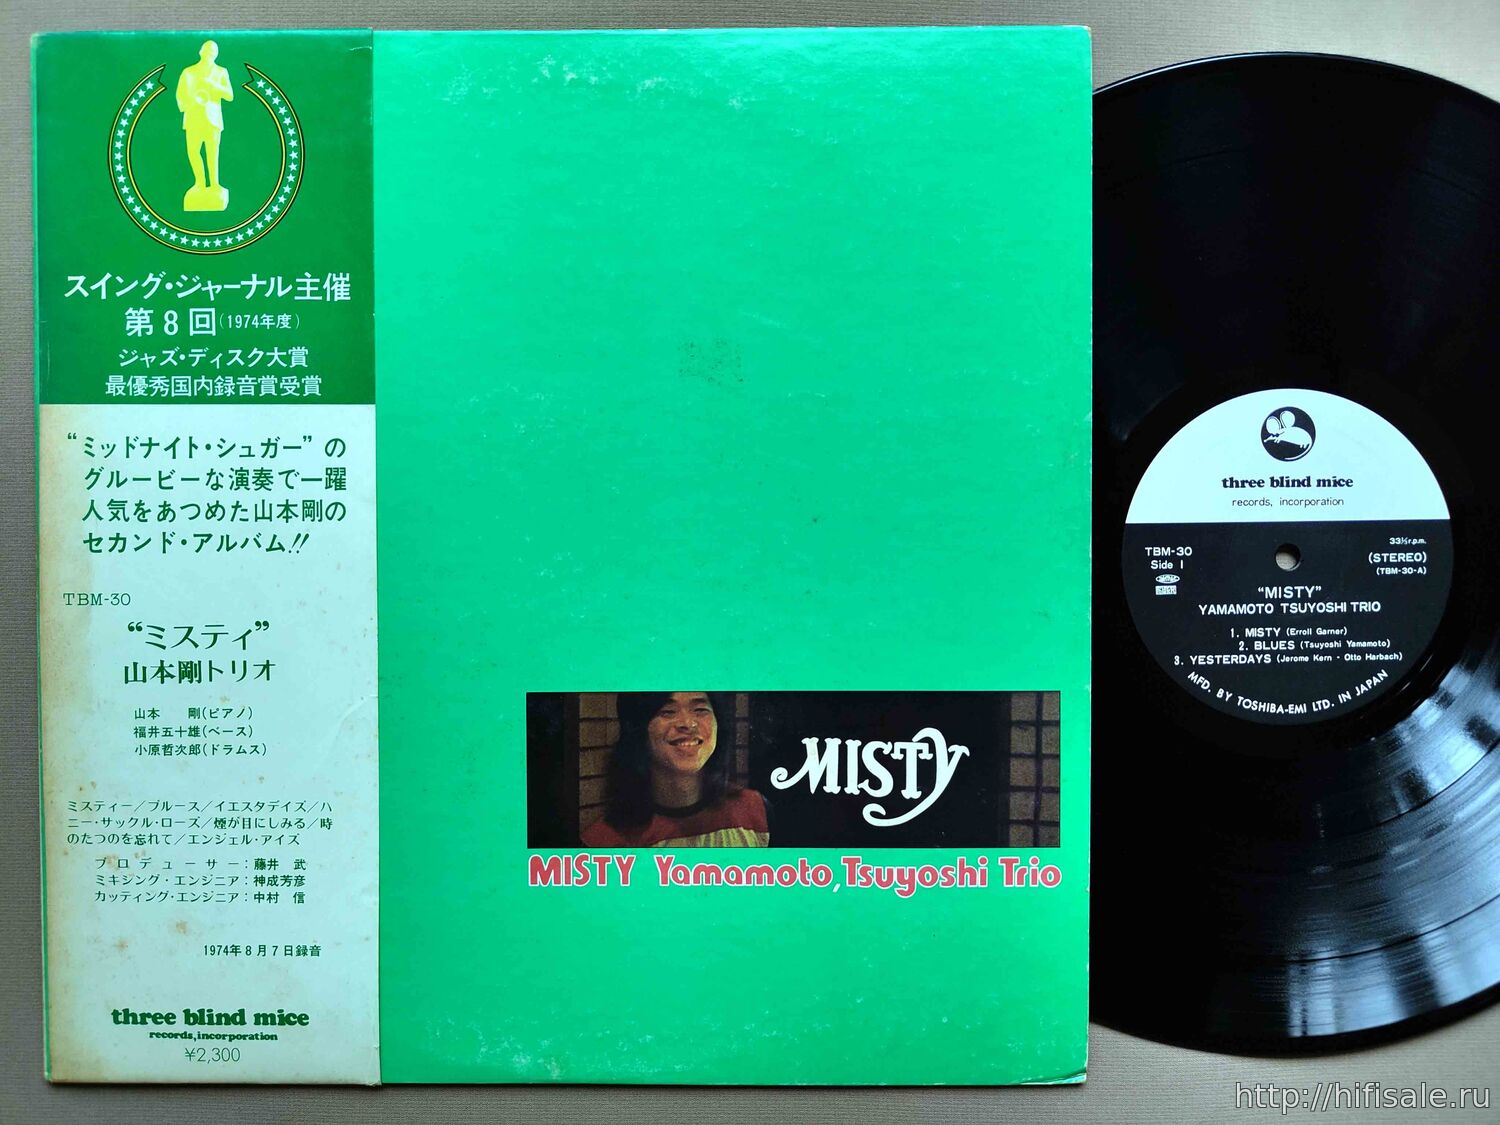 スイング・ジャーナル主催
第8回(1974年度)
ジャズ・ディスク大賞
最優秀国内録音賞受賞
“ミッドナイト・シュガー”の
グルービーな演奏で一躍
人気をあつめた山本剛の
セカンド・アルバム!!
TBM-30
“ミスティ”
山本剛トリオ
山本　剛(ピアノ)
福井五十雄(ベース)
小原哲次郎(ドラムス)
ミスティー／ブルース／イエスタデイズ／ハ
ニー・サックル・ローズ／煙が目にしみる／時
のたつのを忘れて／エンジェル・アイズ
プロデューサー：藤井　武
ミキシング・エンジニア：神成芳彦
カッティング・エンジニア：中村　信
1974年8月7日録音
three blind mice
records, incorporation
¥2,300
MISTY
MISTY Yamamoto, Tsuyoshi Trio
three blind mice
records, incorporation
TBM-30
Side 1
33⅓ r.p.m.
(STEREO)
(TBM-30-A)
“MISTY”
YAMAMOTO TSUYOSHI TRIO
1. MISTY (Erroll Garner)
2. BLUES (Tsuyoshi Yamamoto)
3. YESTERDAYS (Jerome Kern - Otto Harbach)
MFD. BY TOSHIBA-EMI LTD. IN JAPAN
http://hifisale.ru